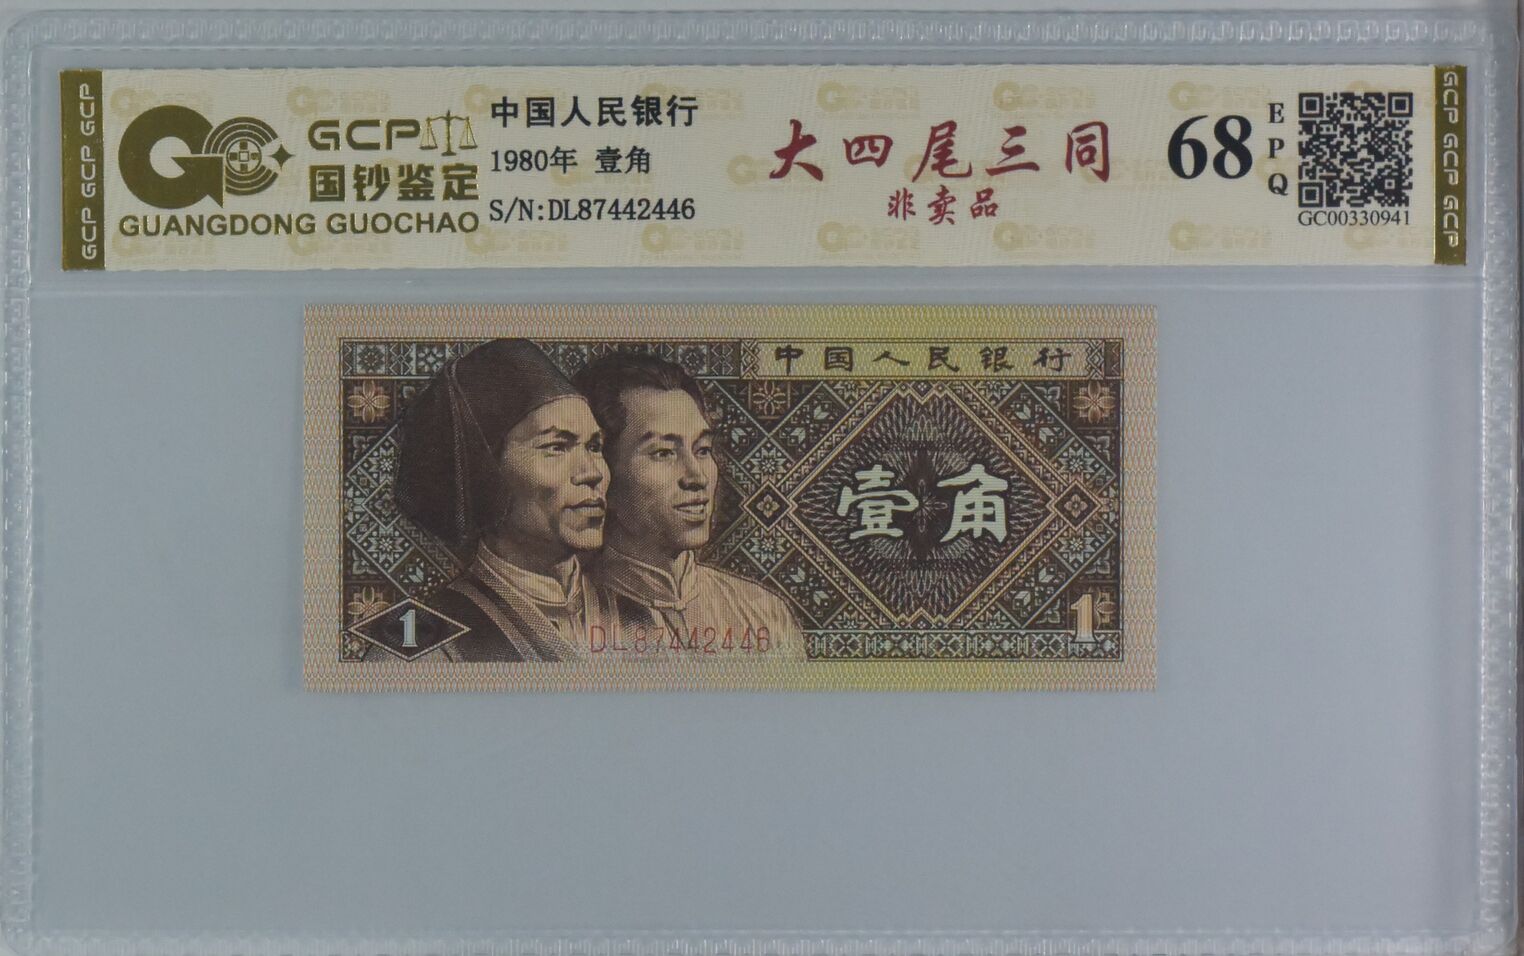 GCP GCP GCP
GCP
国钞鉴定
GUANGDONG GUOCHAO
中国人民银行
1980年 壹角
S/N:DL87442446
大四尾三同
非卖品
68
EPQ
GC00330941
GCP GCP GCP
中国人民银行
壹角
1
DL87442446
1